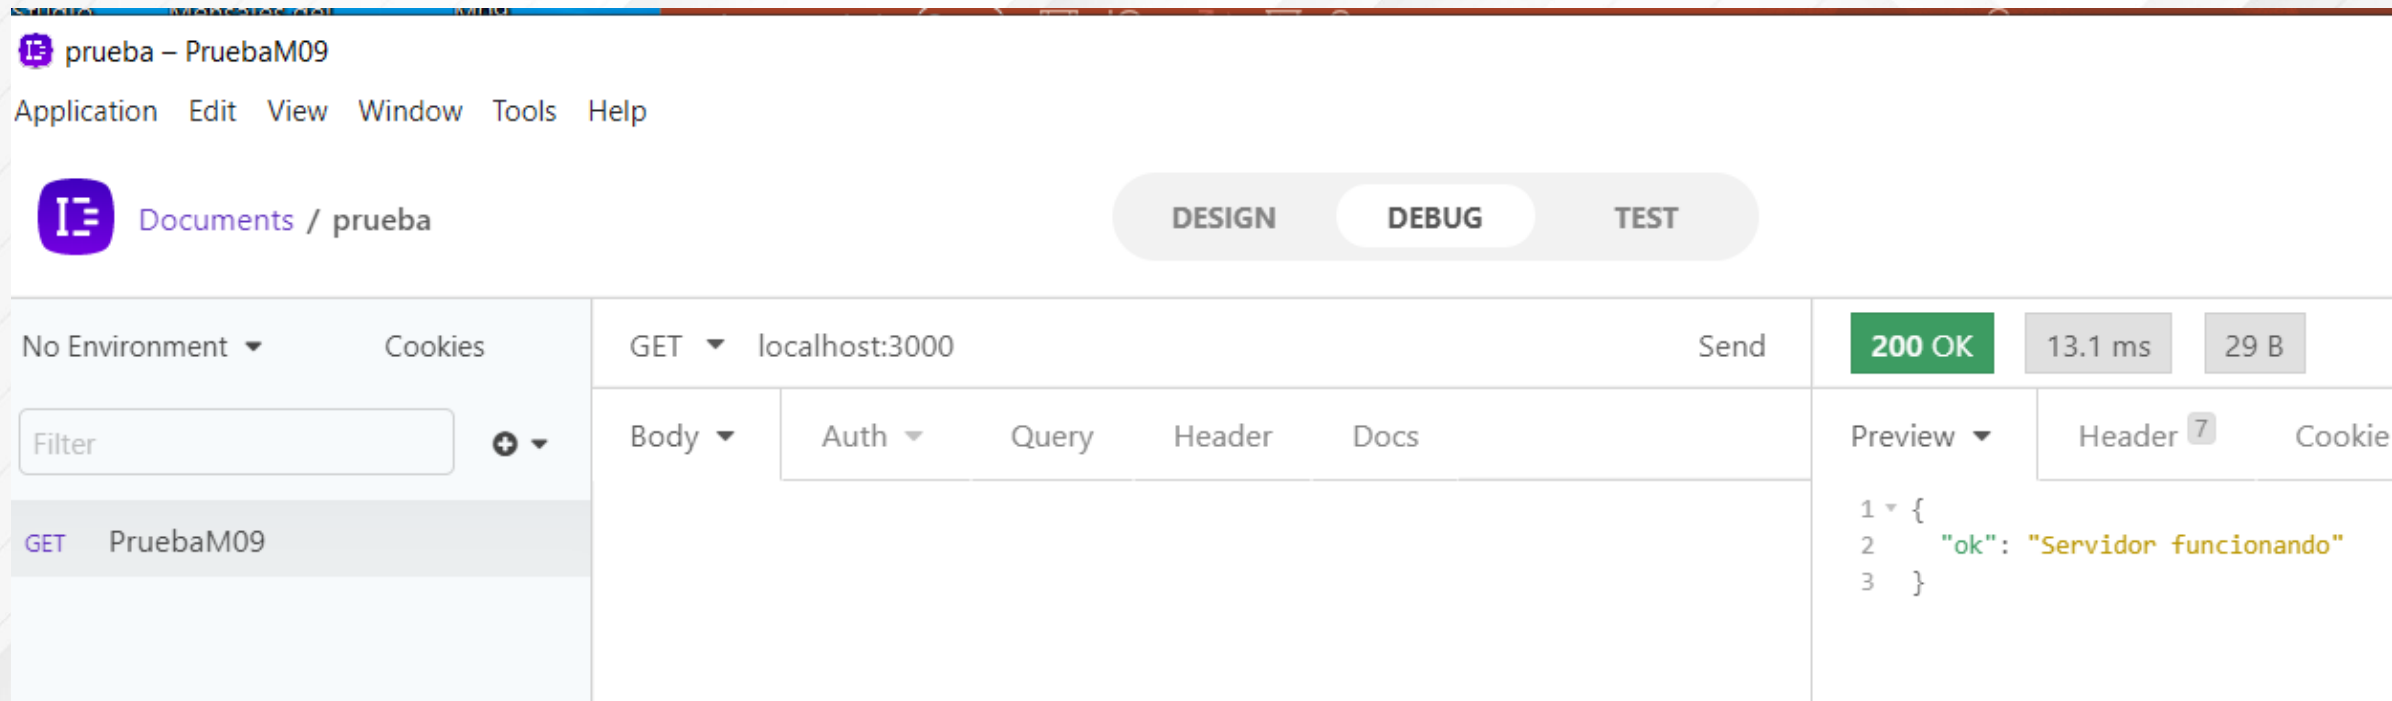 prueba – PruebaM09
Application Edit View Window Tools Help
Documents / prueba
DESIGN DEBUG TEST
No Environment Cookies
GET localhost:3000 Send
200 OK 13.1 ms 29 B
Filter
Body Auth Query Header Docs
Preview Header 7 Cookie
GET PruebaM09
1 {
2 "ok": "Servidor funcionando"
3 }